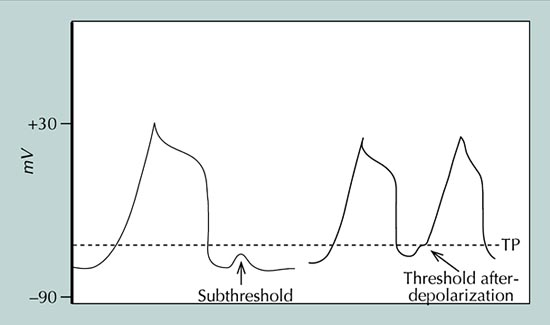 +30
mV
TP
Threshold after-
depolarization
Subthreshold
–90